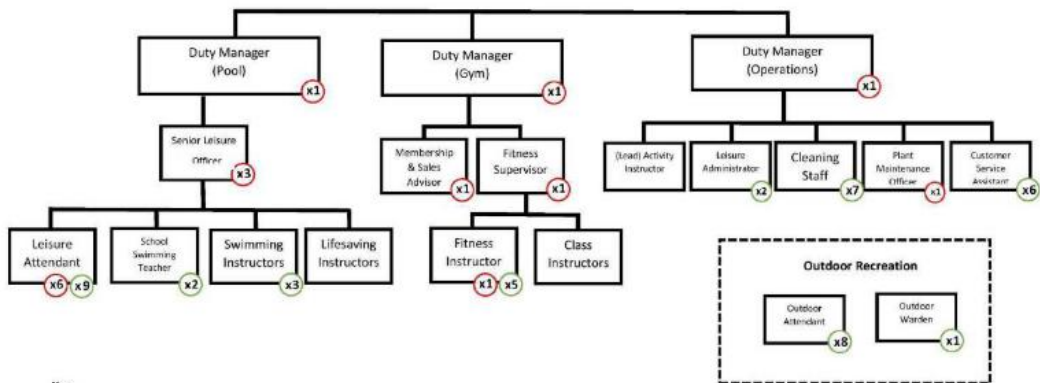 Duty Manager
(Pool)
x1
Duty Manager
(Gym)
x1
Duty Manager
(Operations)
x1
Senior Leisure
Officer
x3
Membership
& Sales
Advisor
x1
Fitness
Supervisor
x1
(Lead) Activity
Instructor
Leisure
Administrator
x2
Cleaning
Staff
x7
Plant
Maintenance
Officer
x1
Customer
Service
Assistant
x6
Leisure
Attendant
x6 x9
School
Swimming
Teacher
x2
Swimming
Instructors
x3
Lifesaving
Instructors
Fitness
Instructor
x1 x5
Class
Instructors
Outdoor Recreation
Outdoor
Attendant
x8
Outdoor
Warden
x1